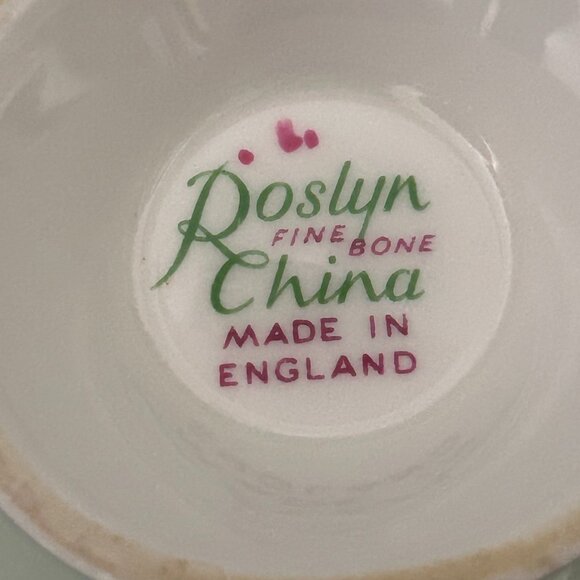 Roslyn
FINE BONE
China
MADE IN
ENGLAND